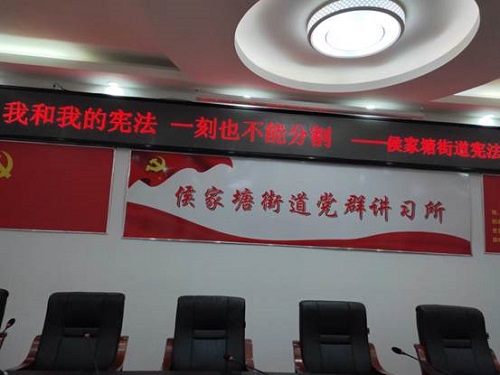 我和我的宪法 一刻也不能分割 ——侯家塘街道宪法
侯家塘街道党群讲习所